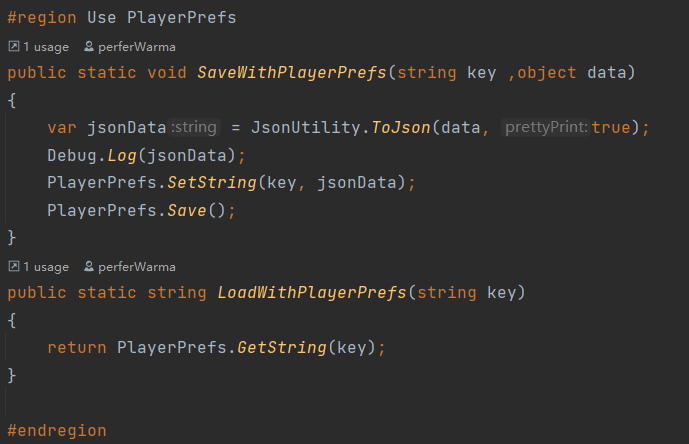 #region Use PlayerPrefs
1 usage perferWarma
public static void SaveWithPlayerPrefs(string key ,object data)
{
var jsonData:string = JsonUtility.ToJson(data, prettyPrint:true);
Debug.Log(jsonData);
PlayerPrefs.SetString(key, jsonData);
PlayerPrefs.Save();
}
1 usage perferWarma
public static string LoadWithPlayerPrefs(string key)
{
return PlayerPrefs.GetString(key);
}
#endregion